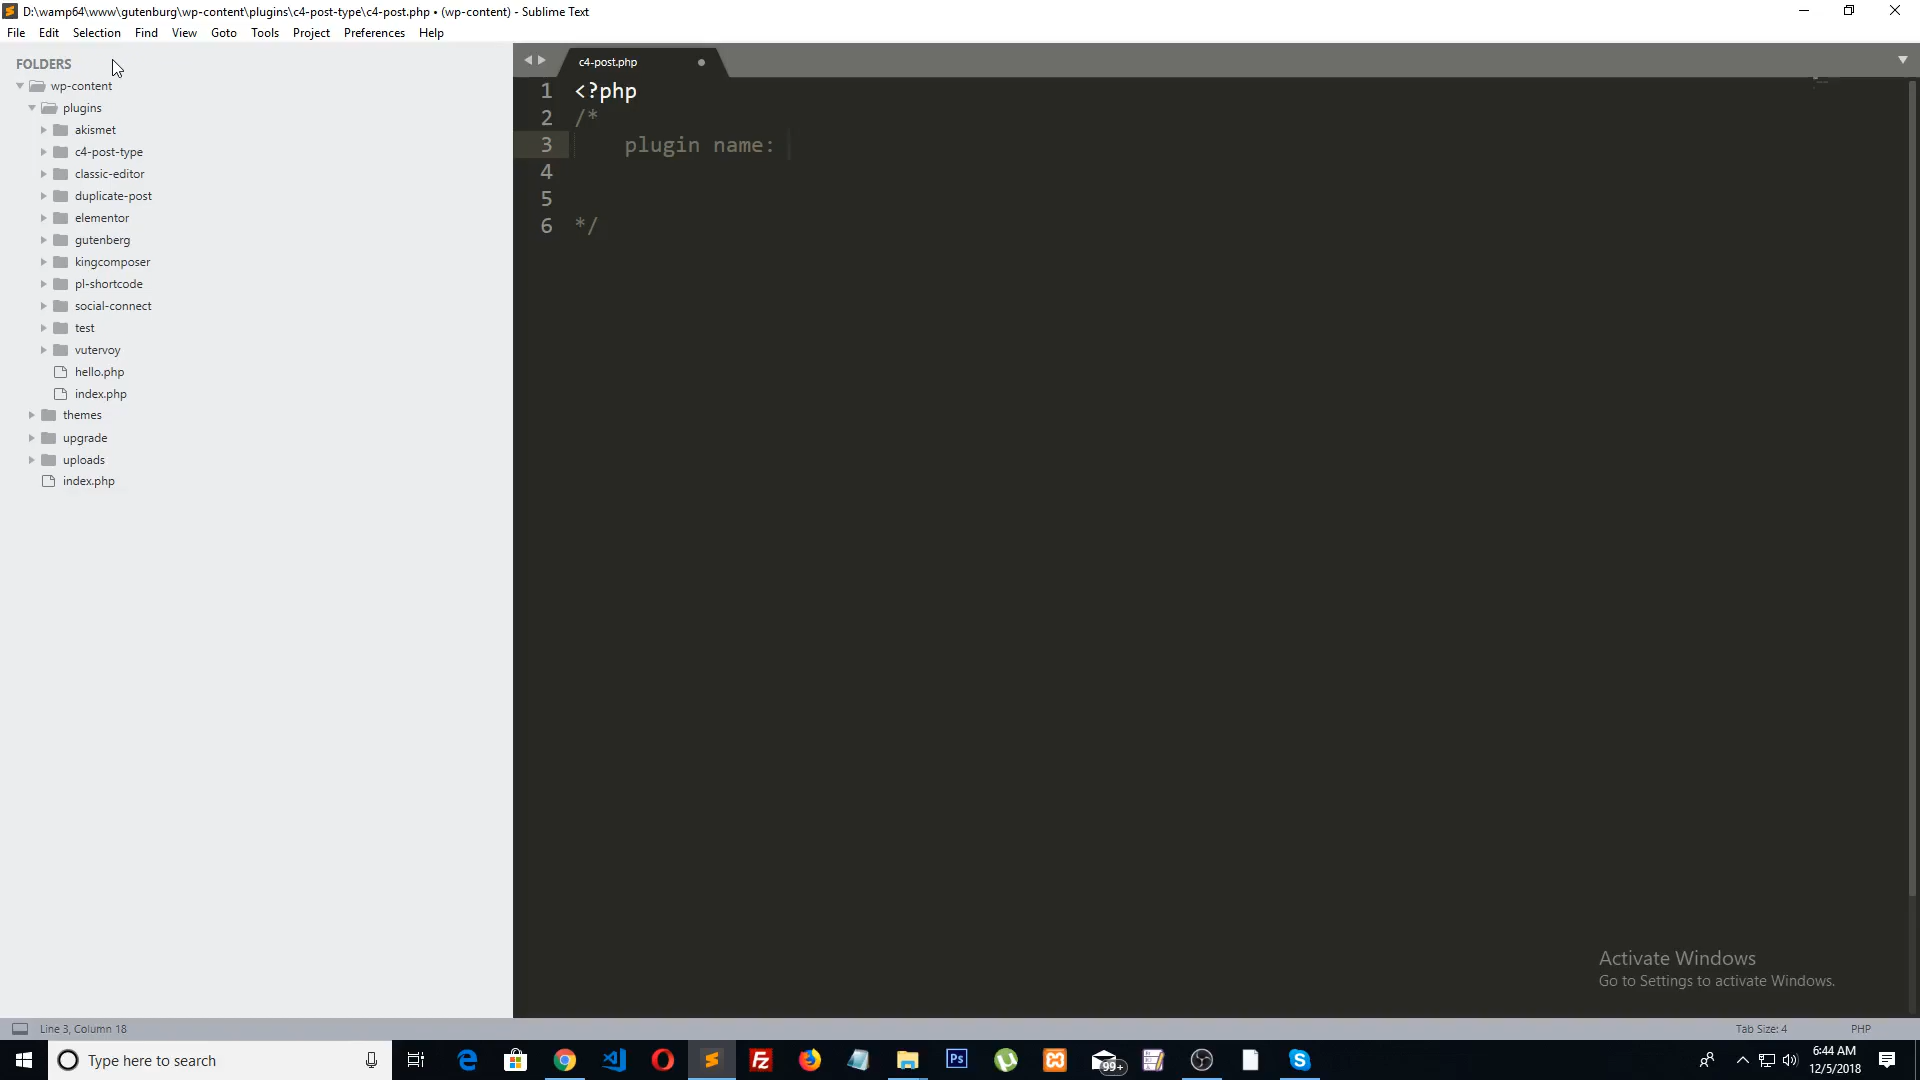 D:\wamp64\www\gutenburg\wp-content\plugins\c4-post-type\c4-post.php • (wp-content) - Sublime Text
File Edit Selection Find View Goto Tools Project Preferences Help
FOLDERS
wp-content
plugins
akismet
c4-post-type
classic-editor
duplicate-post
elementor
gutenberg
kingcomposer
pl-shortcode
social-connect
test
vutervoy
hello.php
index.php
themes
upgrade
uploads
index.php
c4-post.php
1 <?php
2 /*
3 plugin name:
4
5
6 */
Activate Windows
Go to Settings to activate Windows.
Line 3, Column 18
Tab Size: 4
PHP
Type here to search
Ps
99+
6:44 AM
12/5/2018